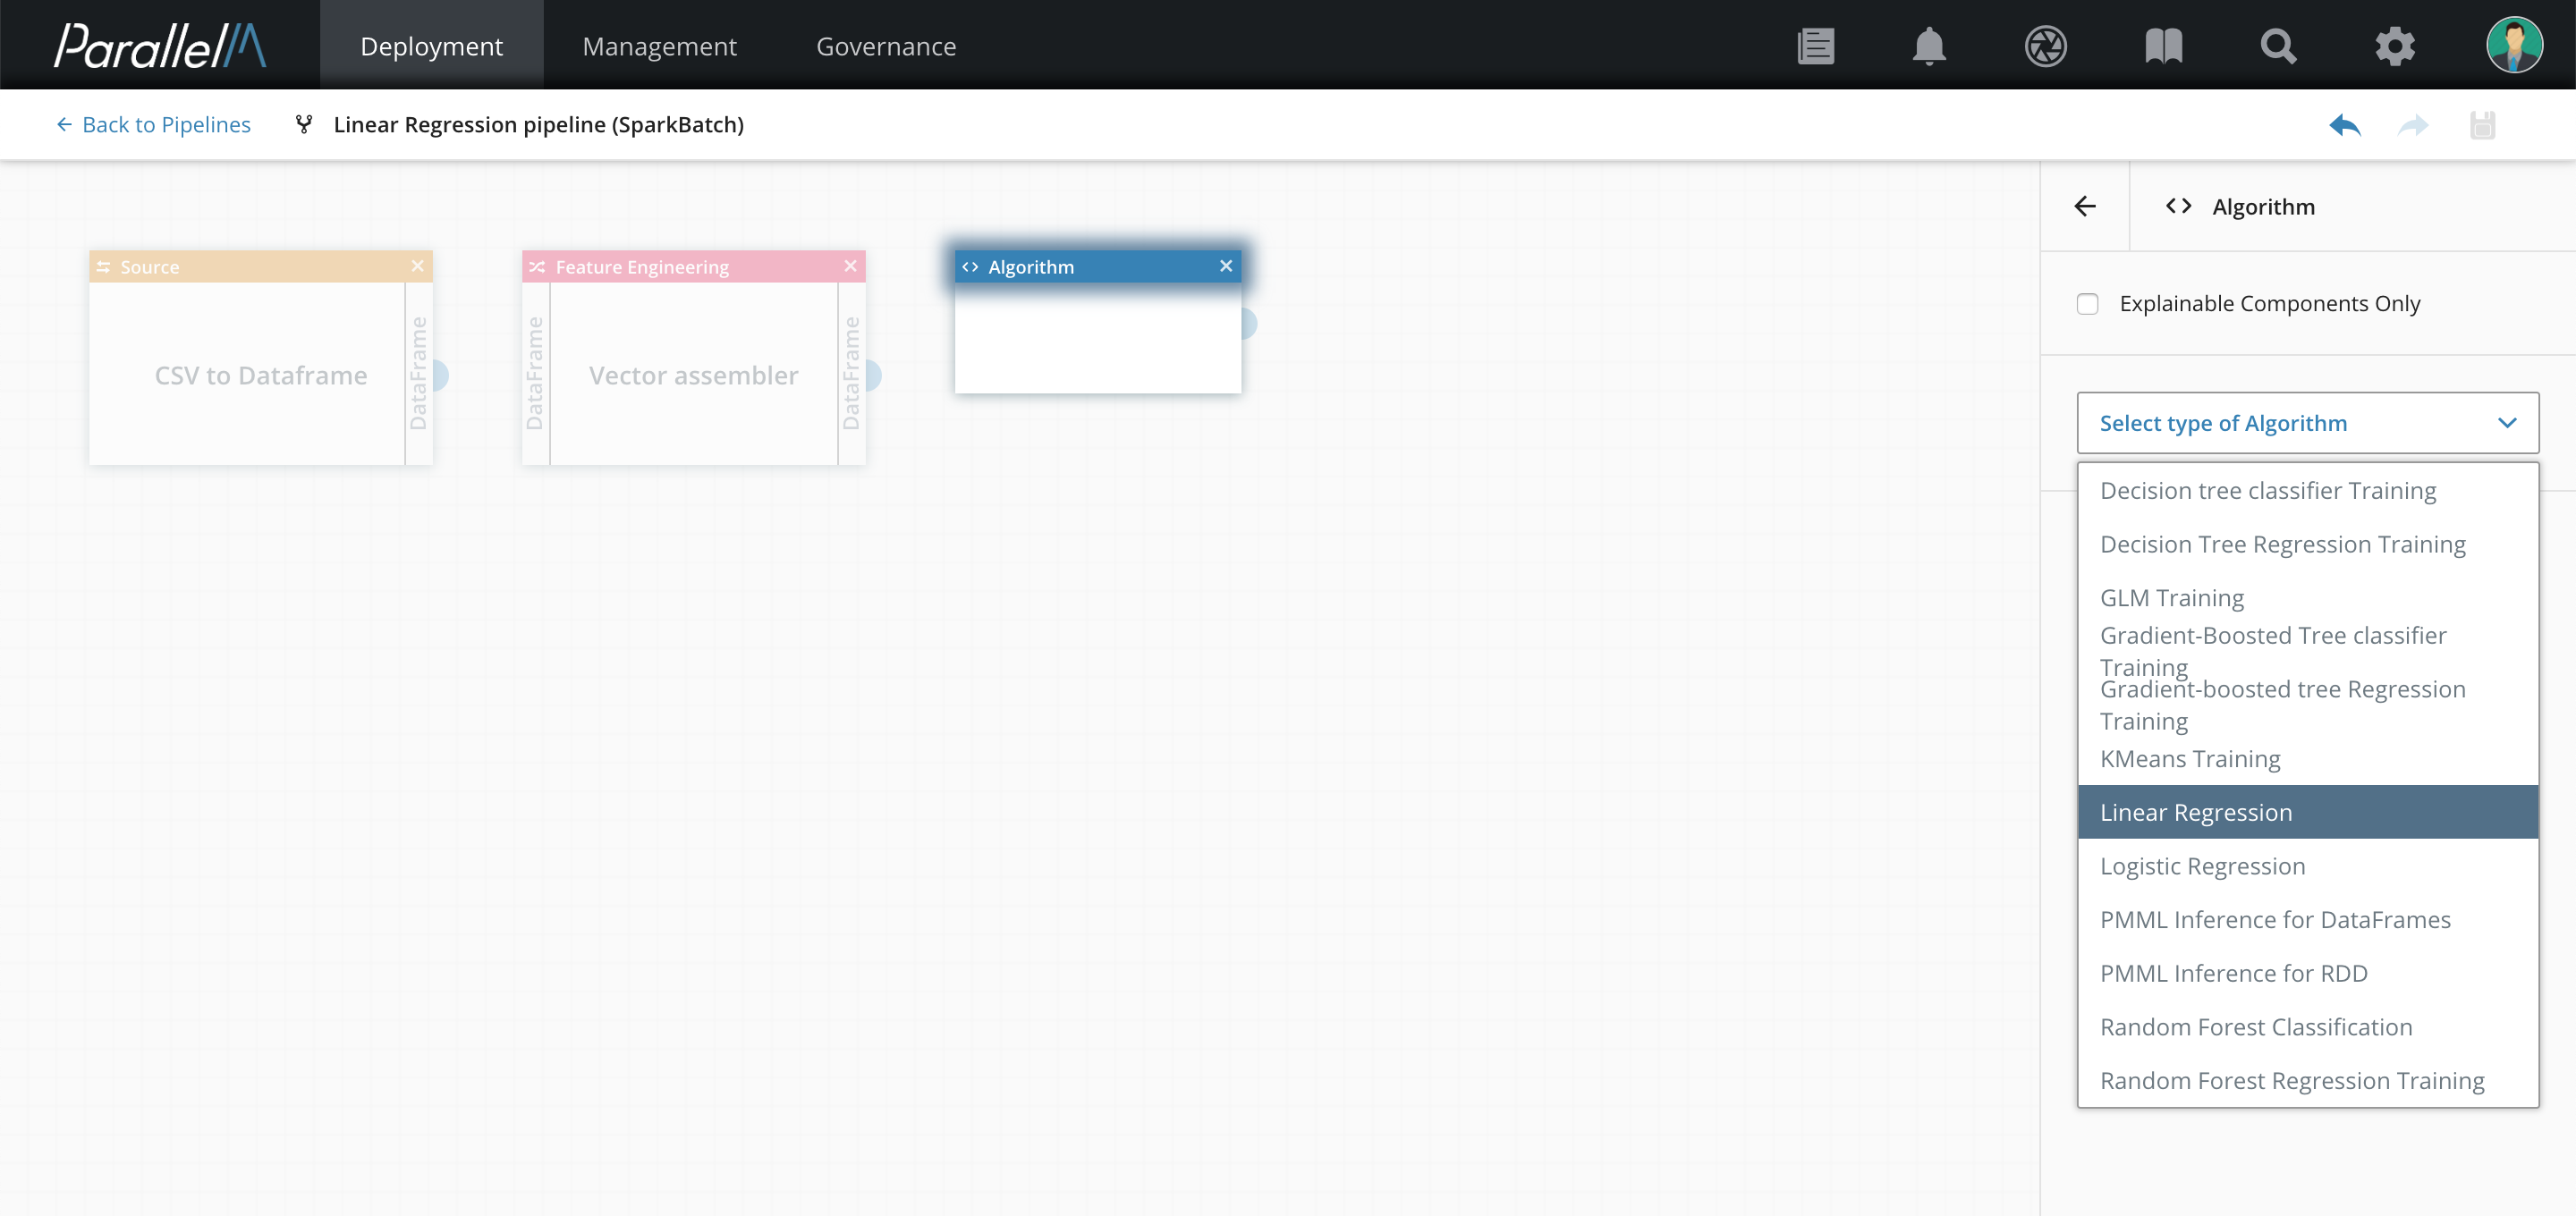 ParallelM
Deployment
Management
Governance
Back to Pipelines
Linear Regression pipeline (SparkBatch)
Source
CSV to Dataframe
DataFrame
Feature Engineering
DataFrame
Vector assembler
DataFrame
Algorithm
Algorithm
Explainable Components Only
Select type of Algorithm
Decision tree classifier Training
Decision Tree Regression Training
GLM Training
Gradient-Boosted Tree classifier
Training
Gradient-boosted tree Regression
Training
KMeans Training
Linear Regression
Logistic Regression
PMML Inference for DataFrames
PMML Inference for RDD
Random Forest Classification
Random Forest Regression Training